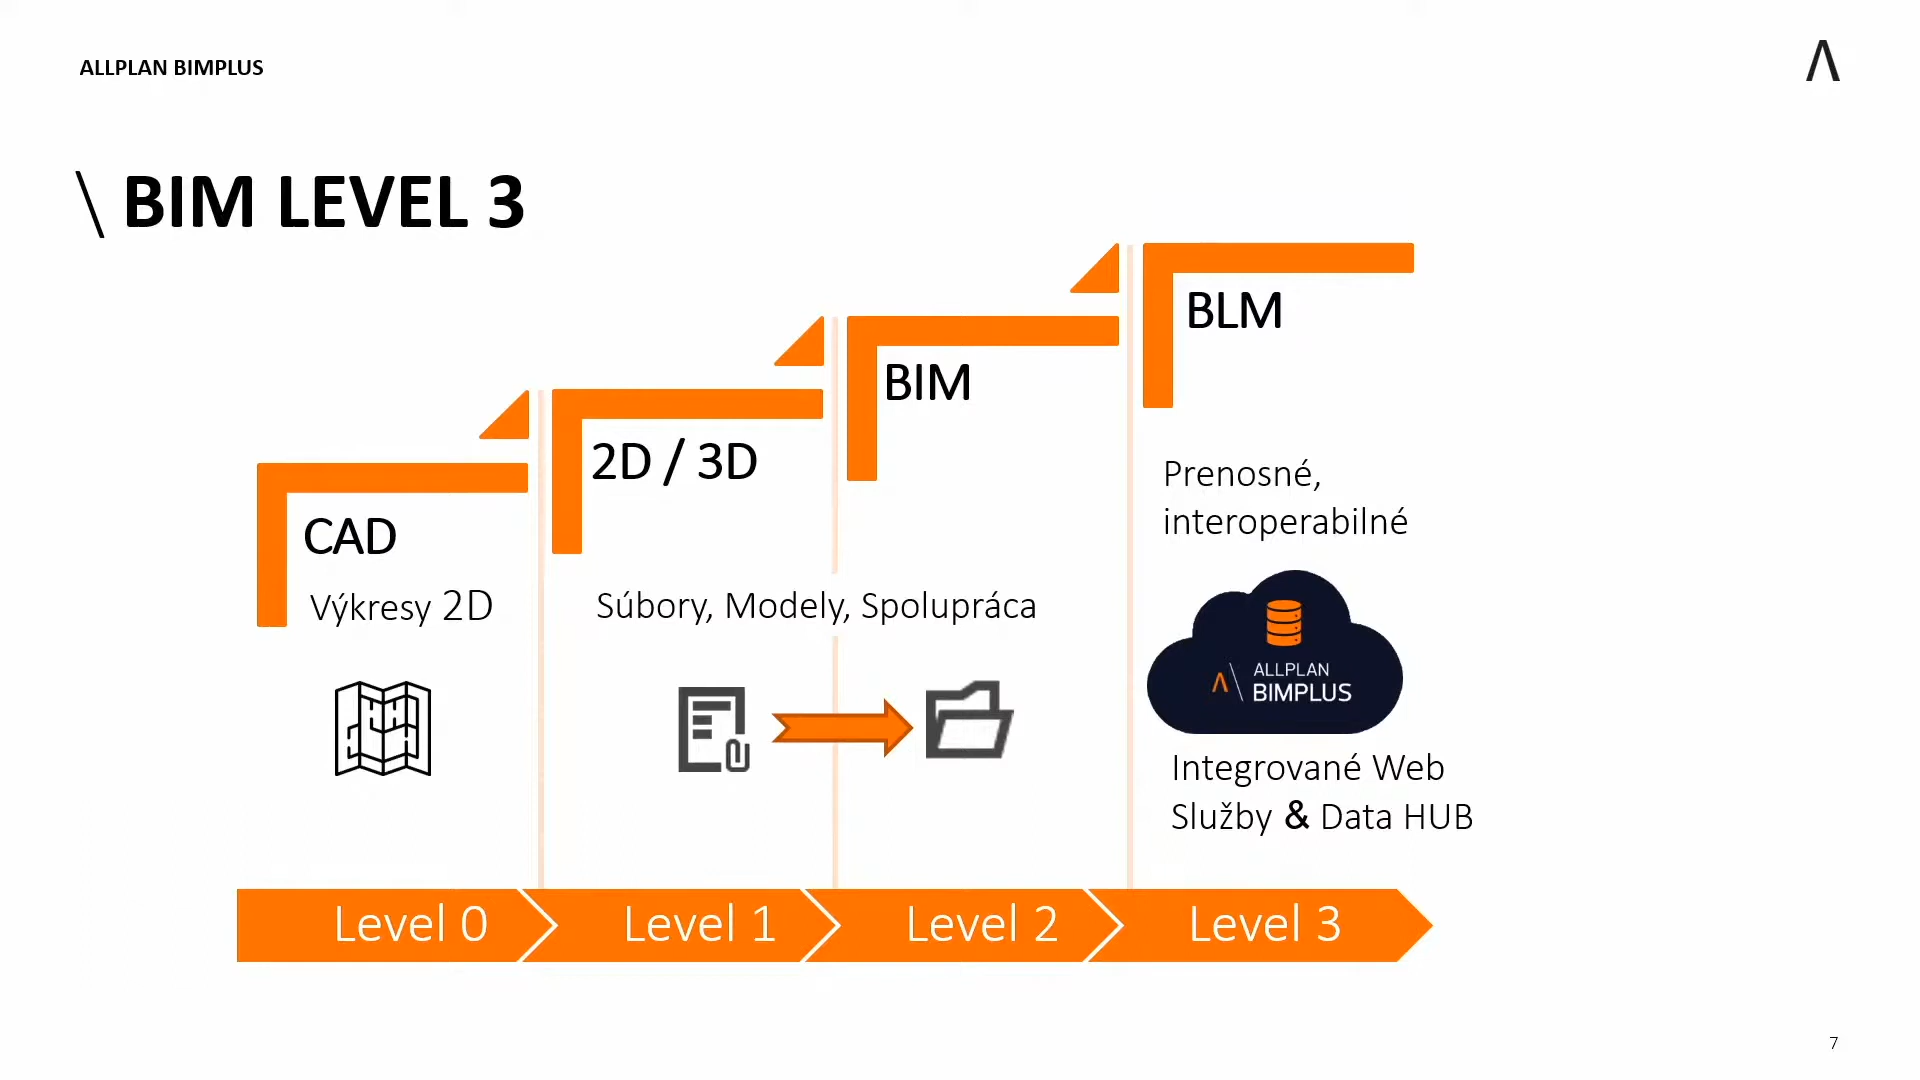 ALLPLAN BIMPLUS
\ BIM LEVEL 3
BLM
BIM
2D / 3D
CAD
Prenosné,
interoperabilné
Výkresy 2D
Súbory, Modely, Spolupráca
ALLPLAN
BIMPLUS
Integrované Web
Služby & Data HUB
Level 0
Level 1
Level 2
Level 3
7